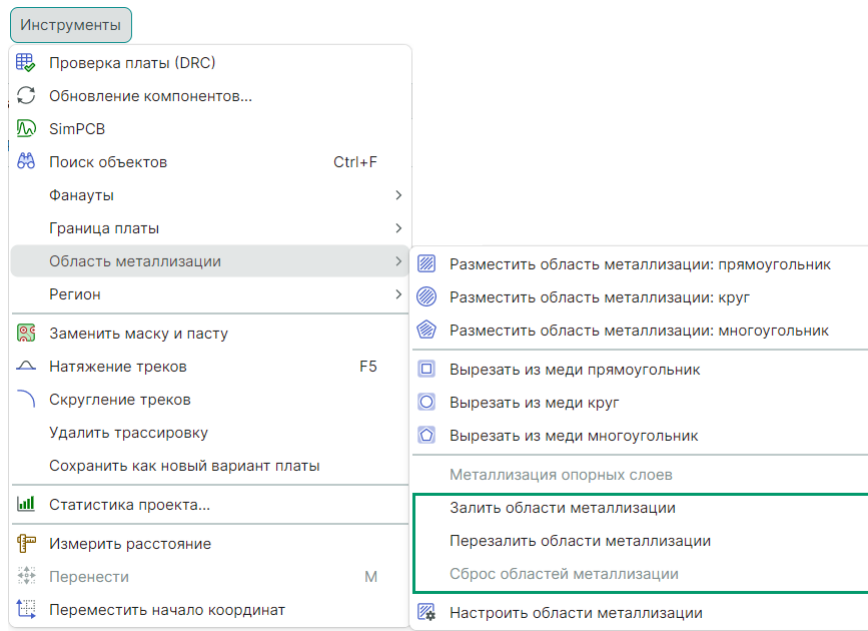 Инструменты
Проверка платы (DRC)
Обновление компонентов...
SimPCB
Поиск объектов Ctrl+F
Фанауты
Граница платы
Область металлизации
Регион
Заменить маску и пасту
Натяжение треков F5
Скругление треков
Удалить трассировку
Сохранить как новый вариант платы
Статистика проекта...
Измерить расстояние
Перенести M
Переместить начало координат
Разместить область металлизации: прямоугольник
Разместить область металлизации: круг
Разместить область металлизации: многоугольник
Вырезать из меди прямоугольник
Вырезать из меди круг
Вырезать из меди многоугольник
Металлизация опорных слоев
Залить области металлизации
Перезалить области металлизации
Сброс областей металлизации
Настроить области металлизации